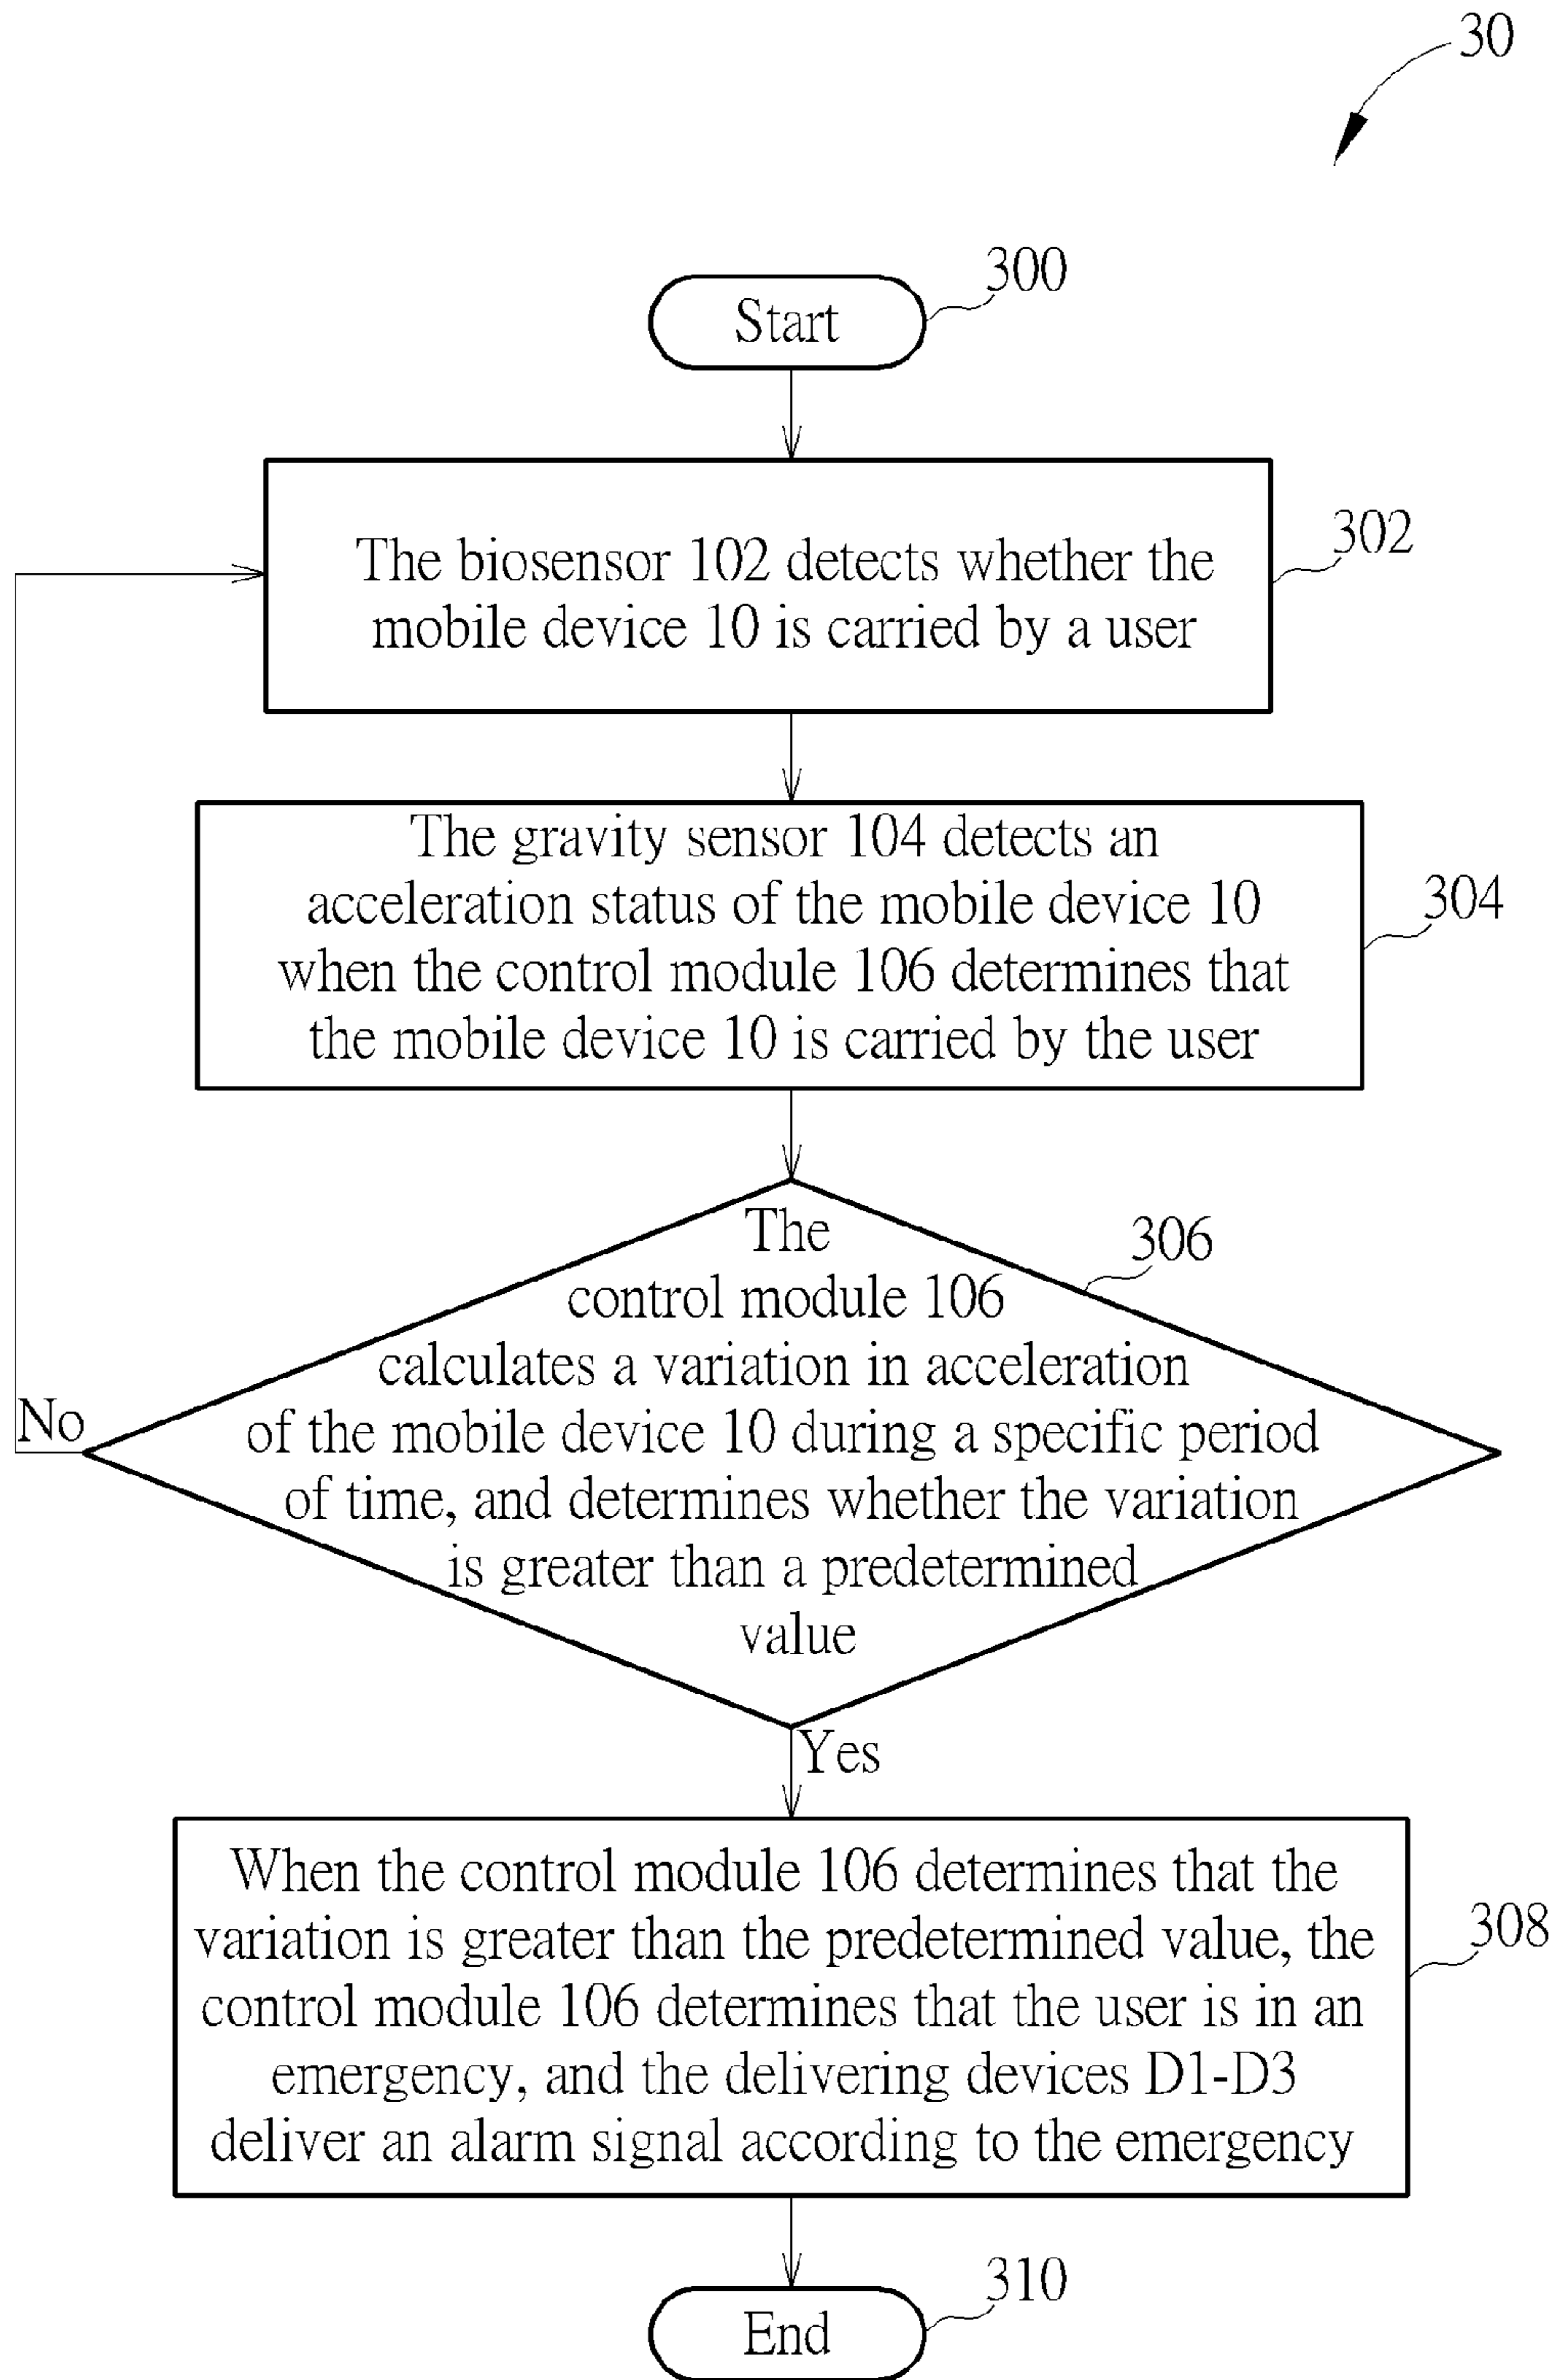 30
300
Start
302
The biosensor 102 detects whether the
mobile device 10 is carried by a user
The gravity sensor 104 detects an
acceleration status of the mobile device 10
when the control module 106 determines that
the mobile device 10 is carried by the user
304
The
306
control module 106
calculates a variation in acceleration
of the mobile device 10 during a specific period
of time, and determines whether the variation
is greater than a predetermined
value
No
Yes
When the control module 106 determines that the
variation is greater than the predetermined value, the
control module 106 determines that the user is in an
emergency, and the delivering devices D1-D3
deliver an alarm signal according to the emergency
308
310
End